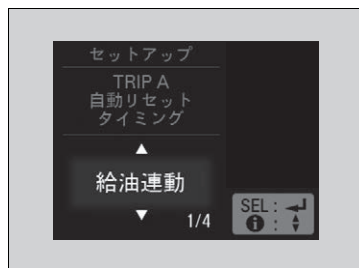 セットアップ
TRIP A
自動リセット
タイミング
▲
給油連動
▼ 1/4
SEL : ↵
i : ▲▼